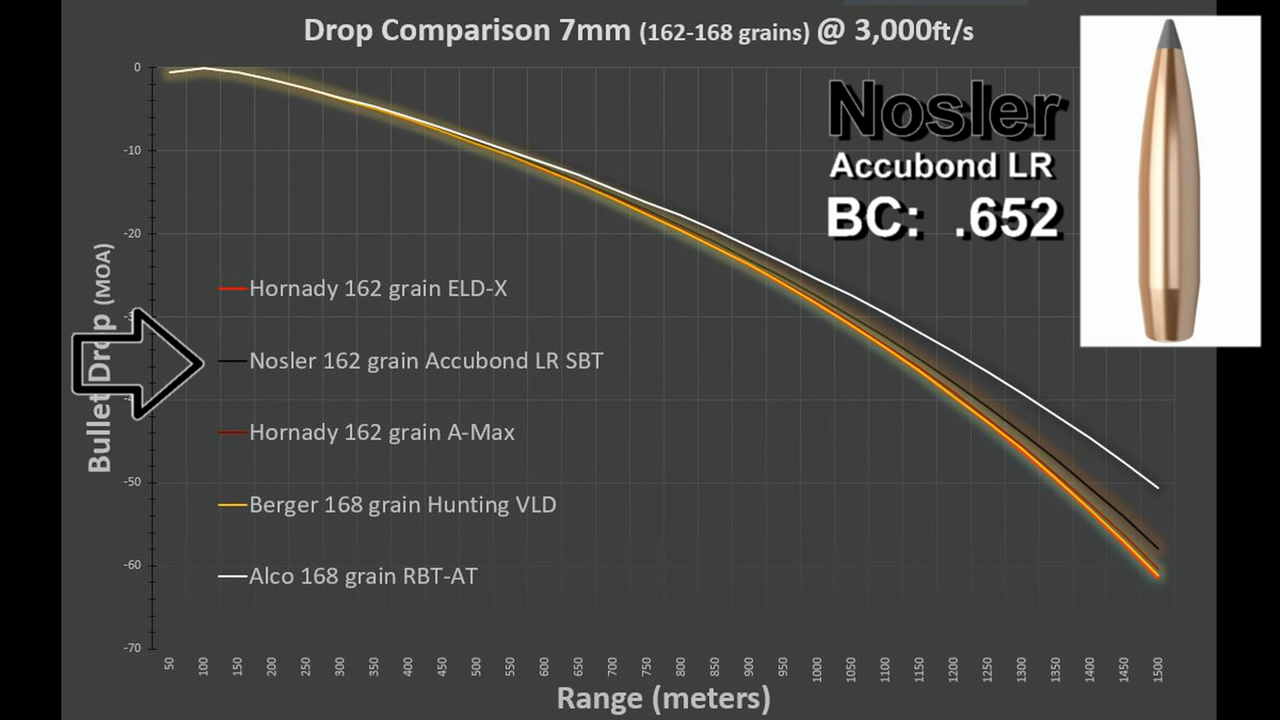 Drop Comparison 7mm (162-168 grains) @ 3,000ft/s
Nosler
Accubond LR
BC: .652
Bullet Drop (MOA)
0
-10
-20
-50
-60
-70
Hornady 162 grain ELD-X
Nosler 162 grain Accubond LR SBT
Hornady 162 grain A-Max
Berger 168 grain Hunting VLD
Alco 168 grain RBT-AT
50 100 150 200 250 300 350 400 450 500 550 600 650 700 750 800 850 900 950 1000 1050 1100 1150 1200 1250 1300 1350 1400 1450 1500
Range (meters)